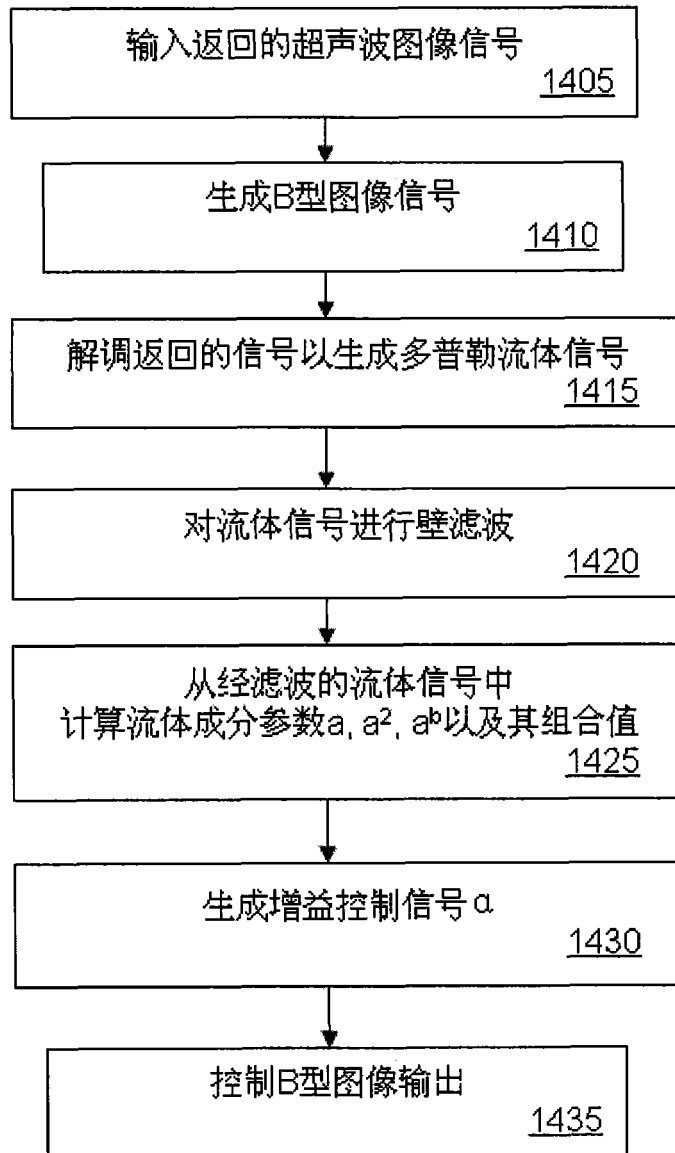 输入返回的超声波图像信号
1405
生成B型图像信号
1410
解调返回的信号以生成多普勒流体信号
1415
对流体信号进行壁滤波
1420
从经滤波的流体信号中
计算流体成分参数a, a², aᵇ以及其组合值
1425
生成增益控制信号α
1430
控制B型图像输出
1435